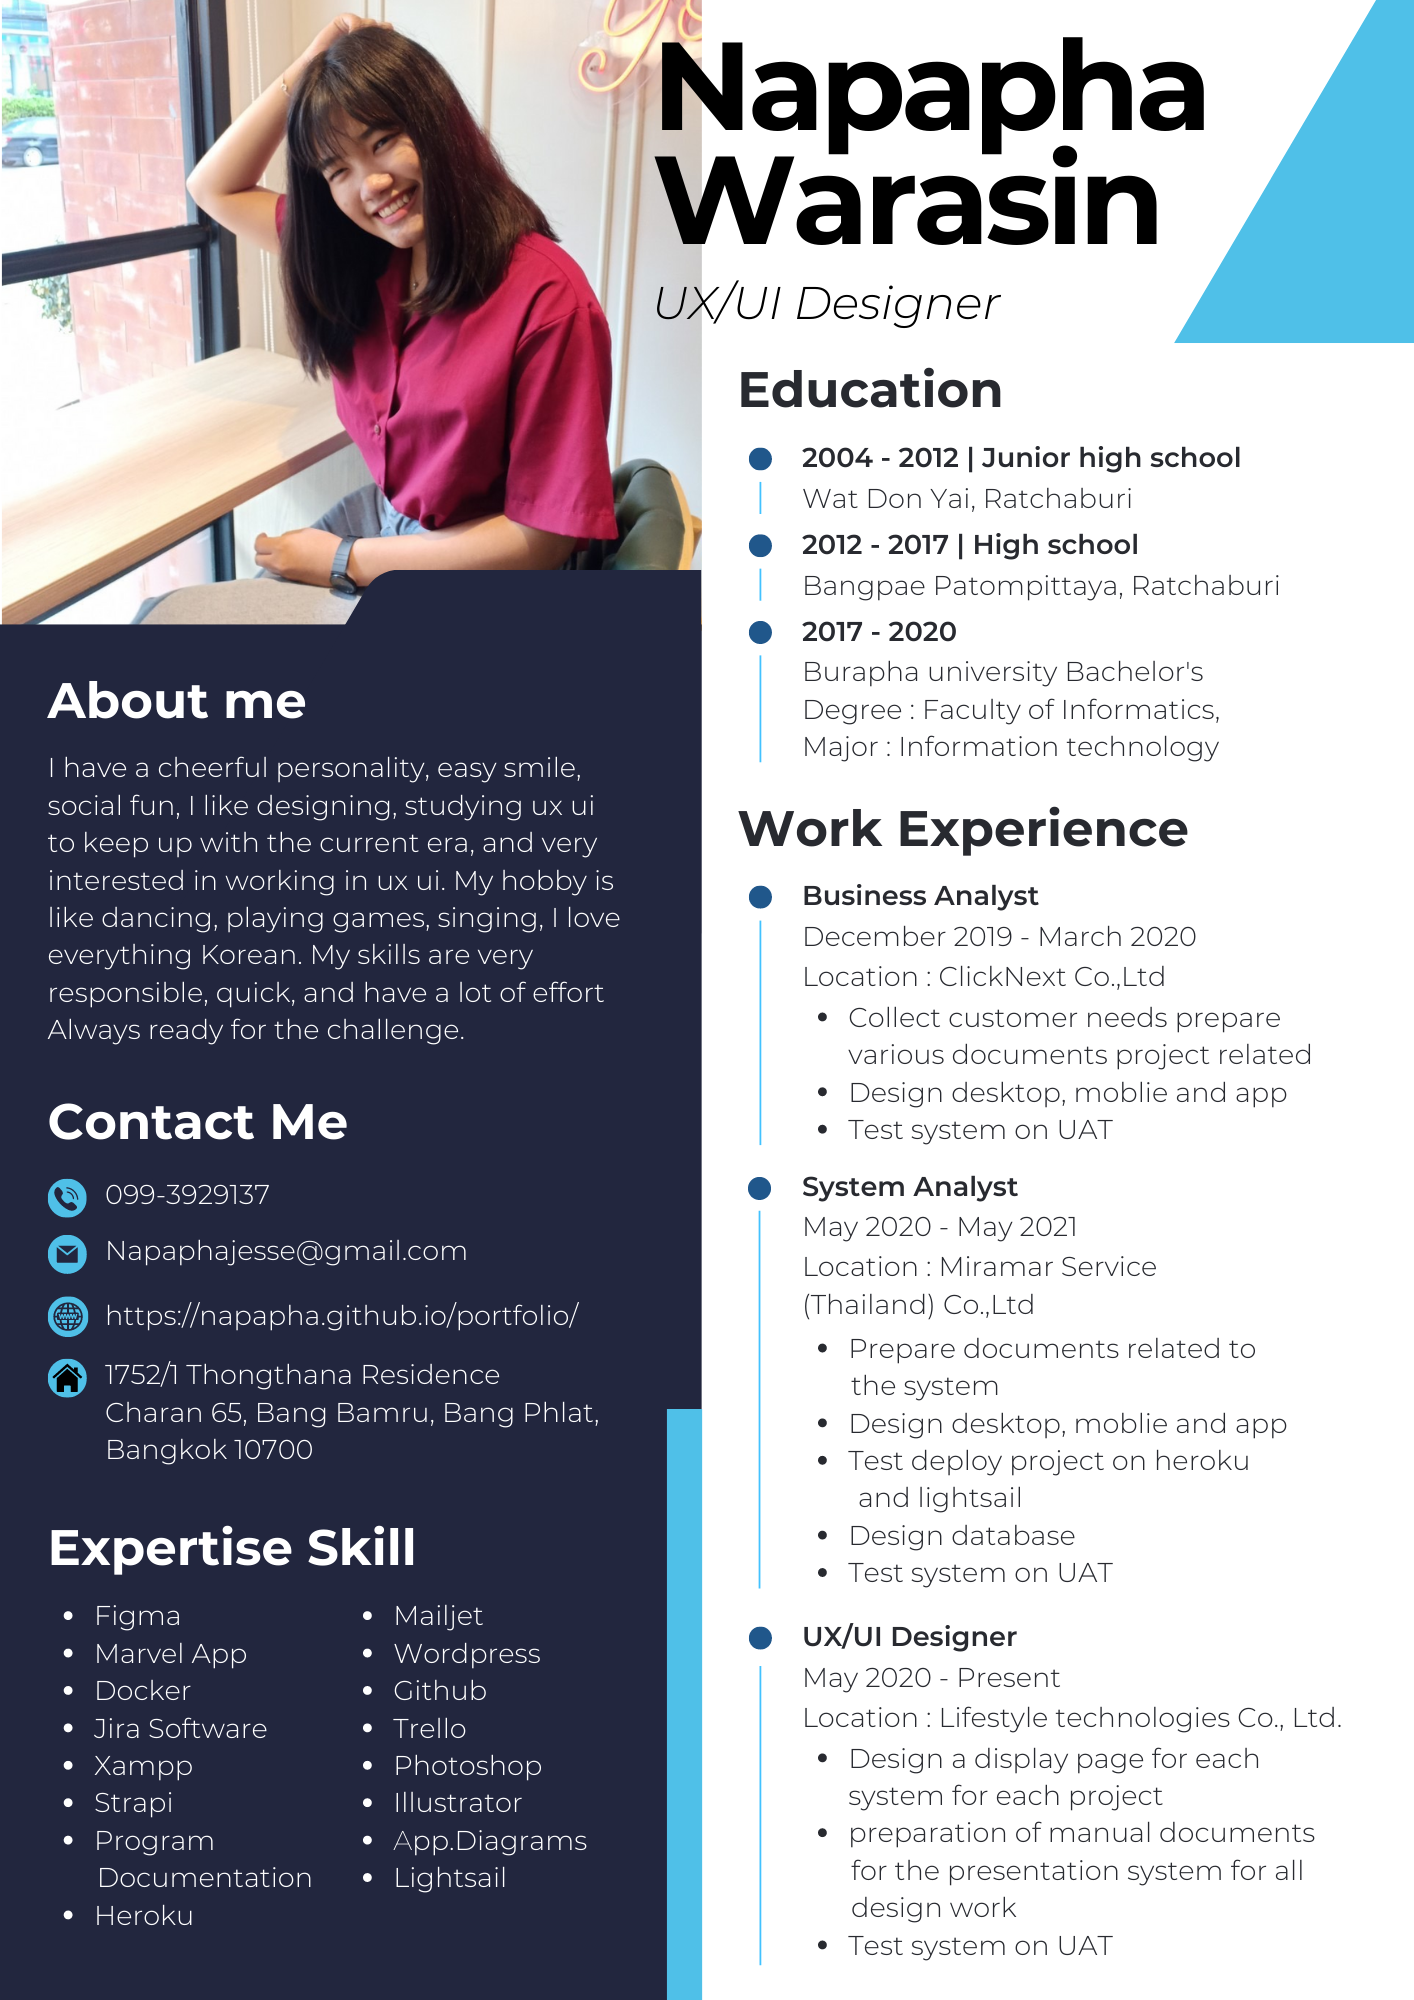 Napapha
Warasin
UX/UI Designer
About me
I have a cheerful personality, easy smile,
social fun, I like designing, studying ux ui
to keep up with the current era, and very
interested in working in ux ui. My hobby is
like dancing, playing games, singing, I love
everything Korean. My skills are very
responsible, quick, and have a lot of effort
Always ready for the challenge.
Contact Me
099-3929137
Napaphajesse@gmail.com
https://napapha.github.io/portfolio/
1752/1 Thongthana Residence
Charan 65, Bang Bamru, Bang Phlat,
Bangkok 10700
Expertise Skill
• Figma
• Marvel App
• Docker
• Jira Software
• Xampp
• Strapi
• Program
Documentation
• Heroku
• Mailjet
• Wordpress
• Github
• Trello
• Photoshop
• Illustrator
• App.Diagrams
• Lightsail
Education
2004 - 2012 | Junior high school
Wat Don Yai, Ratchaburi
2012 - 2017 | High school
Bangpae Patompittaya, Ratchaburi
2017 - 2020
Burapha university Bachelor's
Degree : Faculty of Informatics,
Major : Information technology
Work Experience
Business Analyst
December 2019 - March 2020
Location : ClickNext Co.,Ltd
• Collect customer needs prepare
various documents project related
• Design desktop, moblie and app
• Test system on UAT
System Analyst
May 2020 - May 2021
Location : Miramar Service
(Thailand) Co.,Ltd
• Prepare documents related to
the system
• Design desktop, moblie and app
• Test deploy project on heroku
and lightsail
• Design database
• Test system on UAT
UX/UI Designer
May 2020 - Present
Location : Lifestyle technologies Co., Ltd.
• Design a display page for each
system for each project
• preparation of manual documents
for the presentation system for all
design work
• Test system on UAT